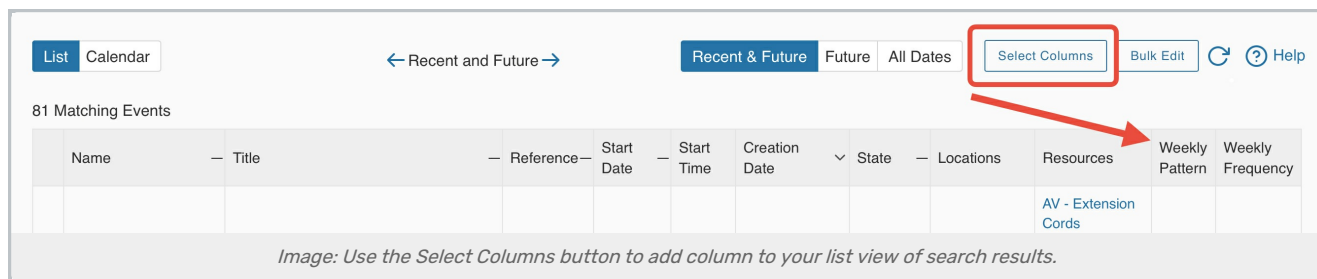 List Calendar ← Recent and Future → Recent & Future Future All Dates Select Columns Bulk Edit Help
81 Matching Events
Name Title Reference Start Date Start Time Creation Date State Locations Resources Weekly Pattern Weekly Frequency
AV - Extension
Cords
Image: Use the Select Columns button to add column to your list view of search results.